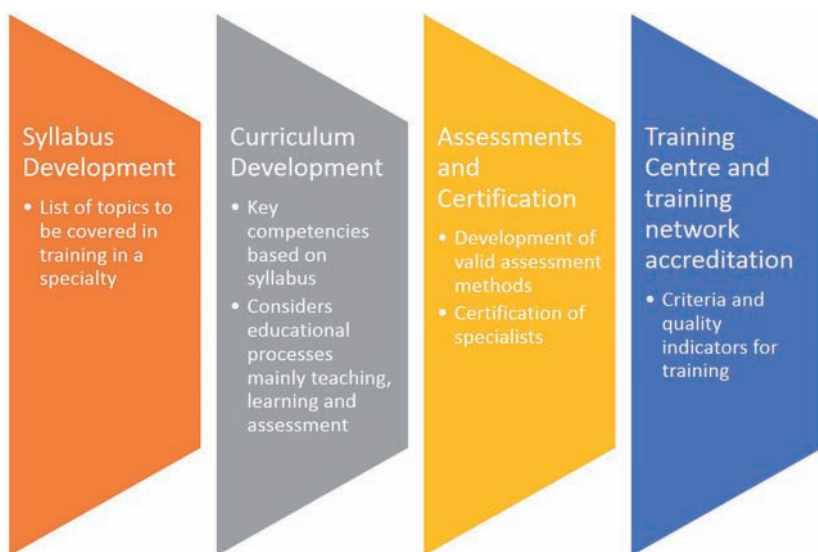 Syllabus
Development
• List of topics to
be covered in
training in a
specialty
Curriculum
Development
• Key
competencies
based on
syllabus
• Considers
educational
processes
mainly teaching,
learning and
assessment
Assessments
and
Certification
• Development of
valid assessment
methods
• Certification of
specialists
Training
Centre and
training
network
accreditation
• Criteria and
quality
indicators for
training